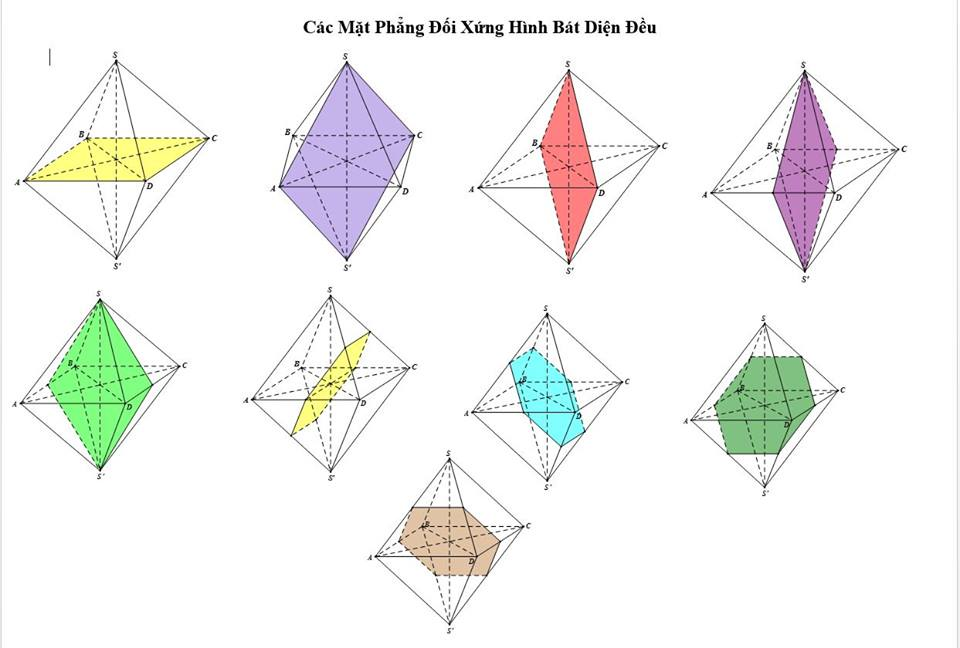 Các Mặt Phẳng Đối Xứng Hình Bát Diện Đều
S S S S
B C B C B C B C
A D A D A D A D
S' S' S' S'
S S S S
B C B C B C B C
A D A D A D A D
S' S' S' S'
S
B C
A D
S'